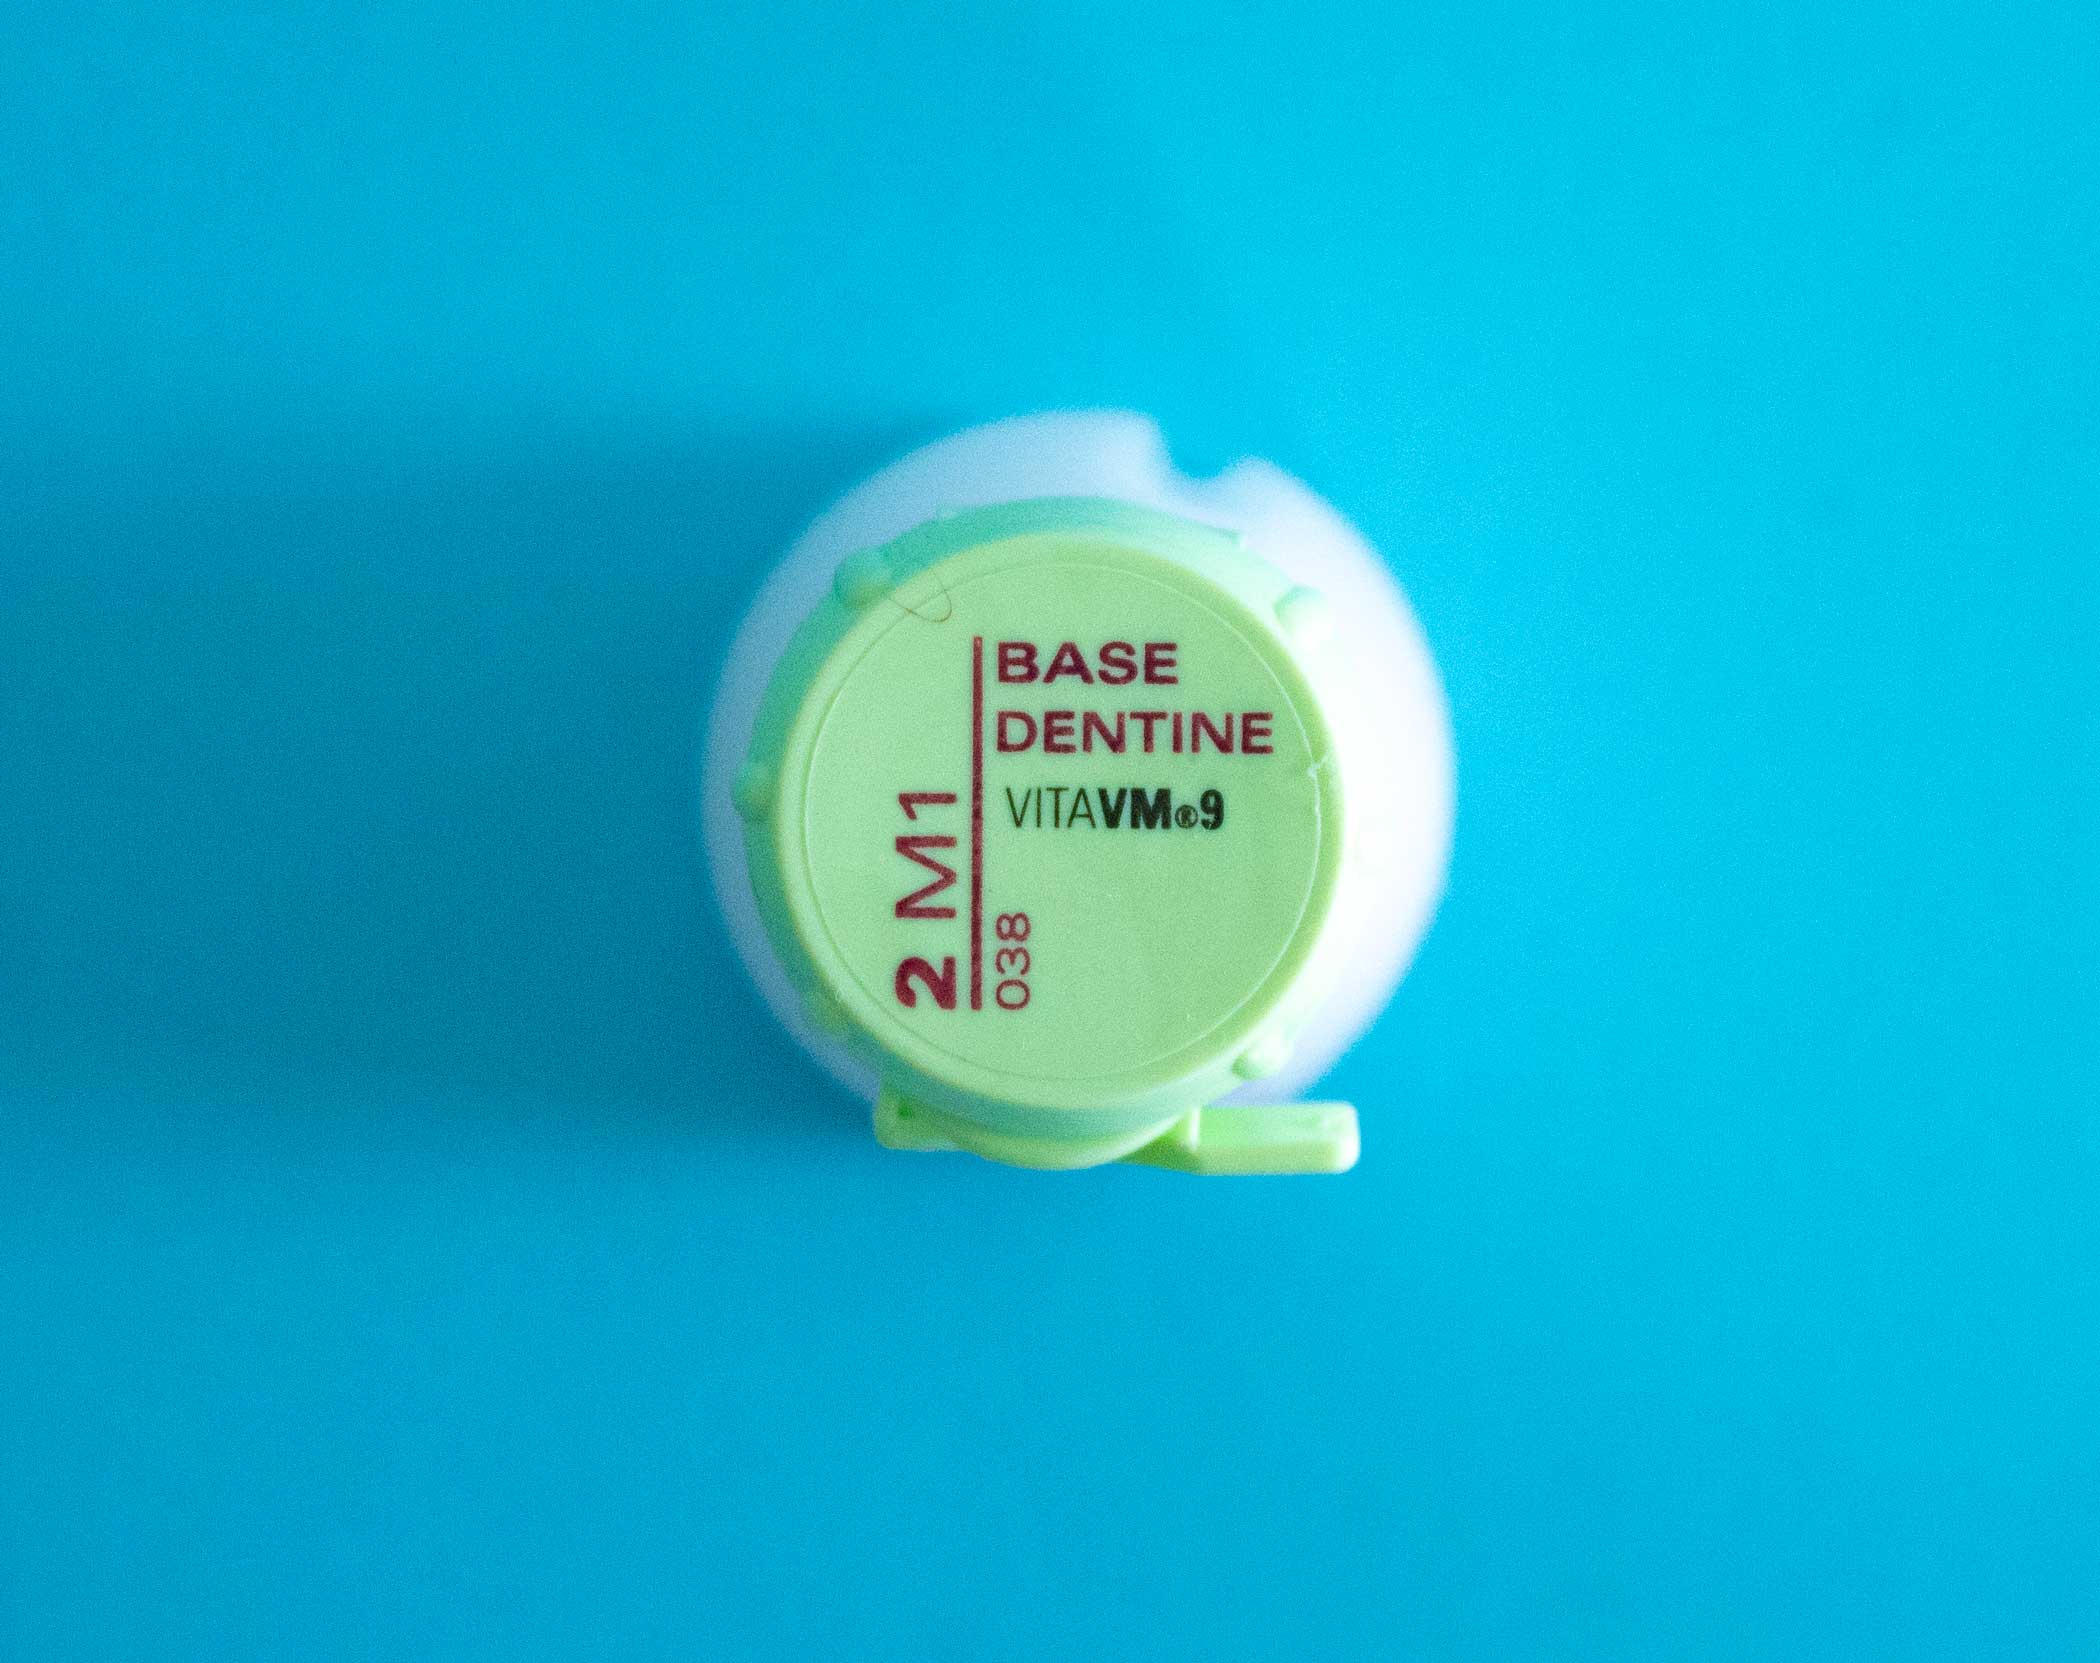 BASE
DENTINE
VITAVM®9
2 M1
038